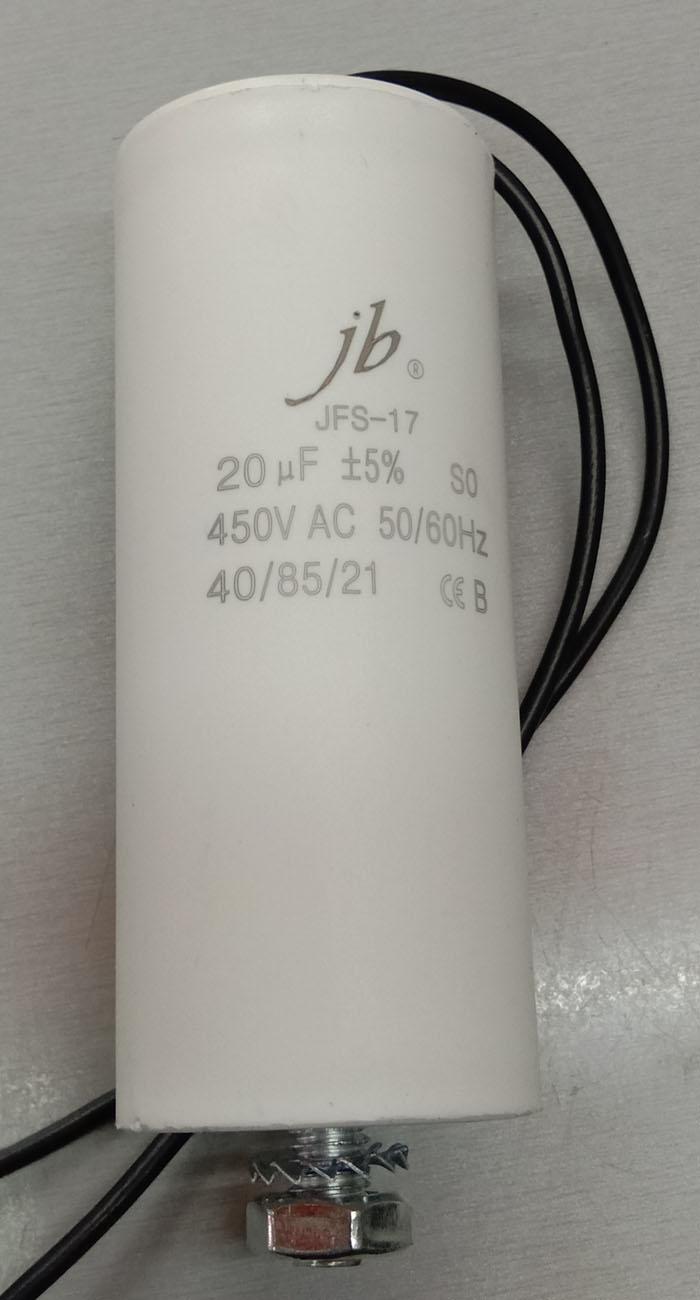 jb ®
JFS-17
20 µF ±5% S0
450V AC 50/60Hz
40/85/21 CE B